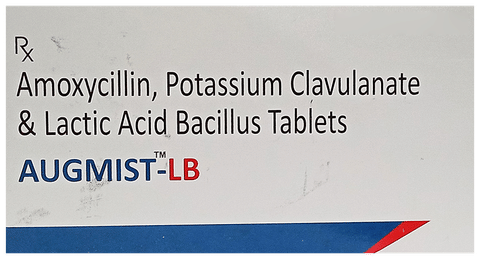 Rx
Amoxycillin, Potassium Clavulanate
& Lactic Acid Bacillus Tablets
AUGMIST™-LB